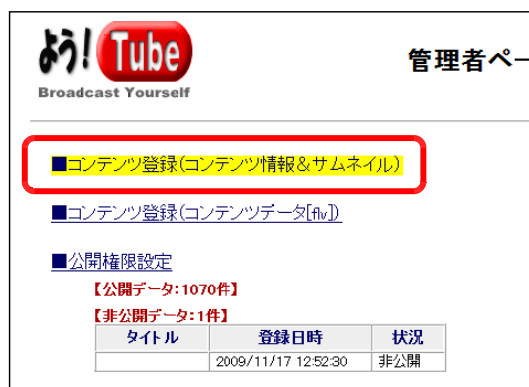 よう! Tube
Broadcast Yourself
管理者ペー
■コンテンツ登録(コンテンツ情報&サムネイル)
■コンテンツ登録(コンテンツデータ[flv])
■公開権限設定
【公開データ:1070件】
【非公開データ:1件】
タイトル 登録日時 状況
2009/11/17 12:52:30 非公開